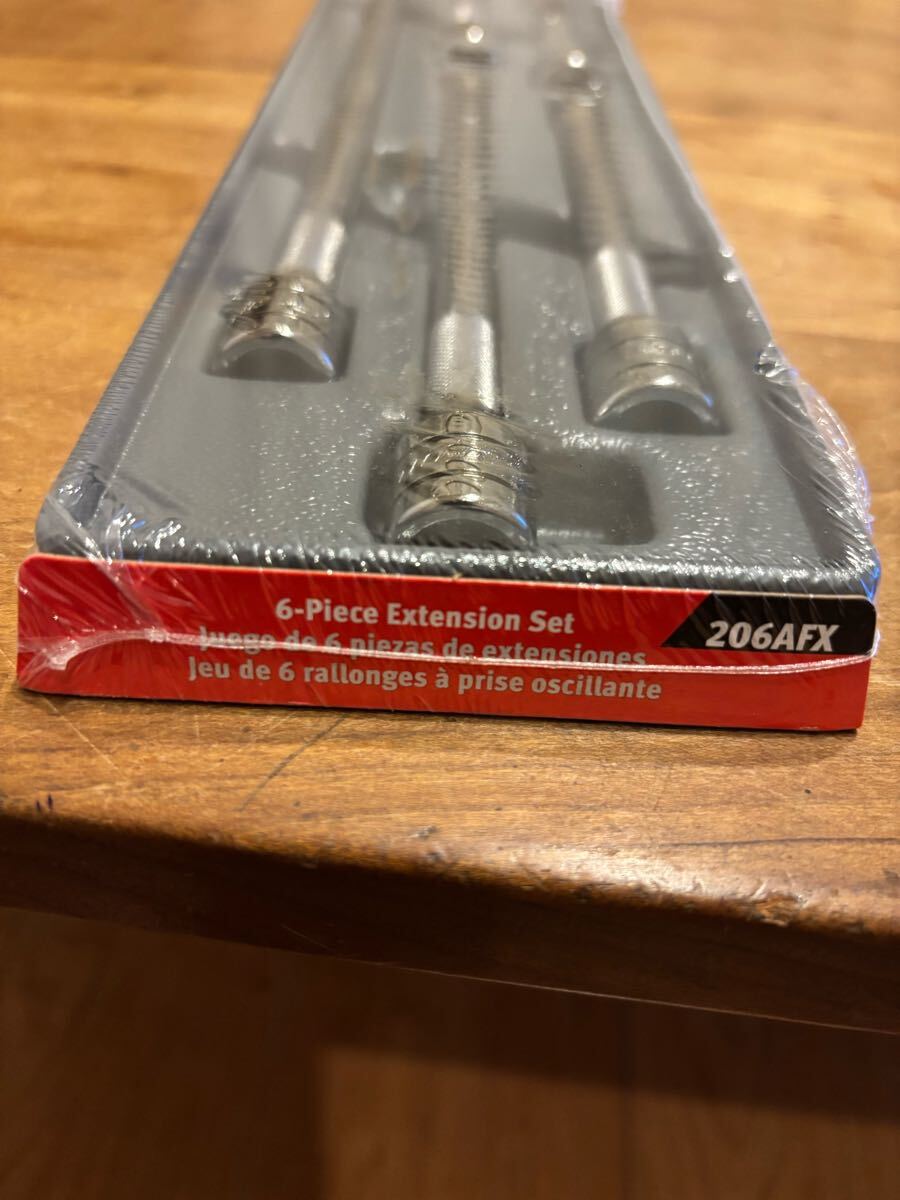 6-Piece Extension Set
206AFX
Juego de 6 piezas de extensiones
Jeu de 6 rallonges à prise oscillante